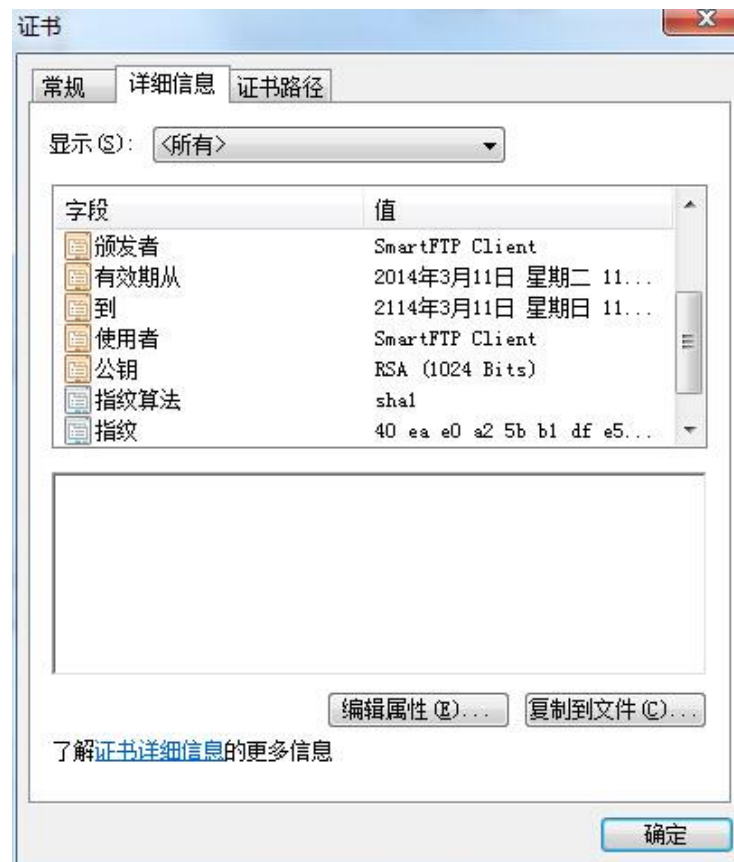 证书
常规 详细信息 证书路径
显示(S): <所有>
字段 值
颁发者 SmartFTP Client
有效期从 2014年3月11日 星期二 11...
到 2114年3月11日 星期日 11...
使用者 SmartFTP Client
公钥 RSA (1024 Bits)
指纹算法 sha1
指纹 40 ea e0 a2 5b b1 df e5...
编辑属性(E)... 复制到文件(C)...
了解证书详细信息的更多信息
确定